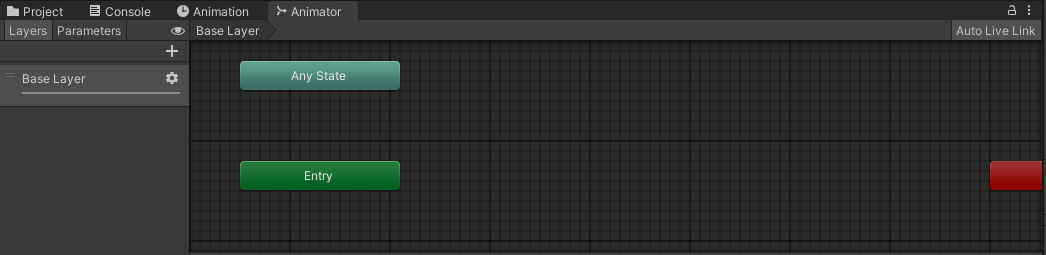 Project Console Animation Animator
Layers Parameters Base Layer Auto Live Link
Base Layer
Any State
Entry